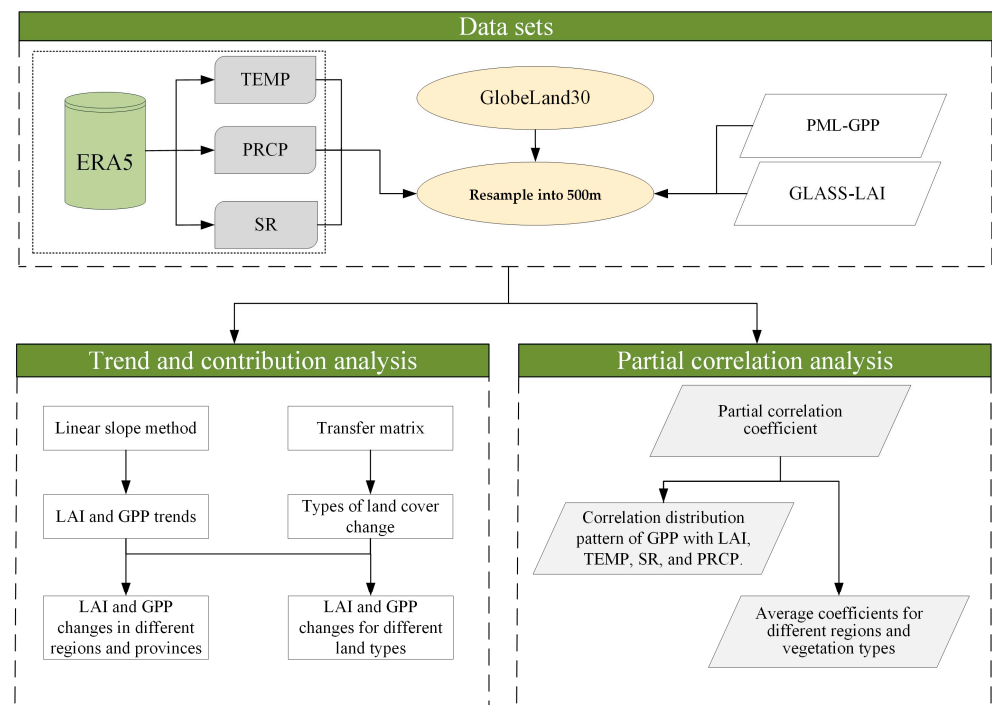 Data sets
TEMP
GlobeLand30
PML-GPP
ERA5
PRCP
Resample into 500m
GLASS-LAI
SR
Trend and contribution analysis
Linear slope method
Transfer matrix
LAI and GPP trends
Types of land cover
change
LAI and GPP
changes in different
regions and provinces
LAI and GPP
changes for different
land types
Partial correlation analysis
Partial correlation
coefficient
Correlation distribution
pattern of GPP with LAI,
TEMP, SR, and PRCP.
Average coefficients for
different regions and
vegetation types